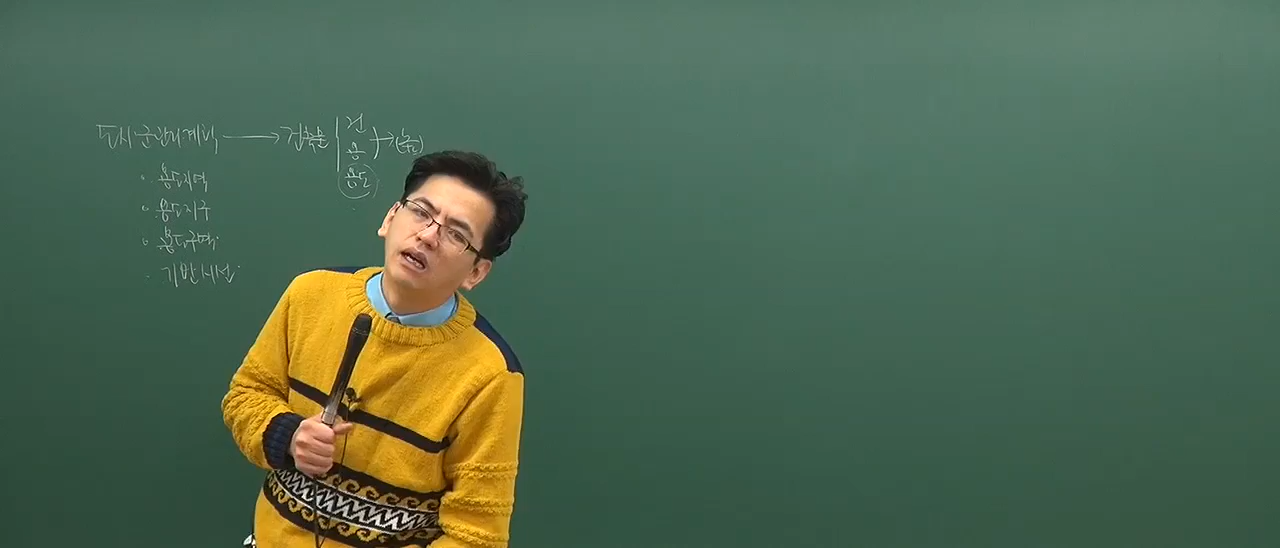 도시·군관리계획 → 건축물 건
용
용도
· 용도지역
· 용도지구
· 용도구역
· 기반시설